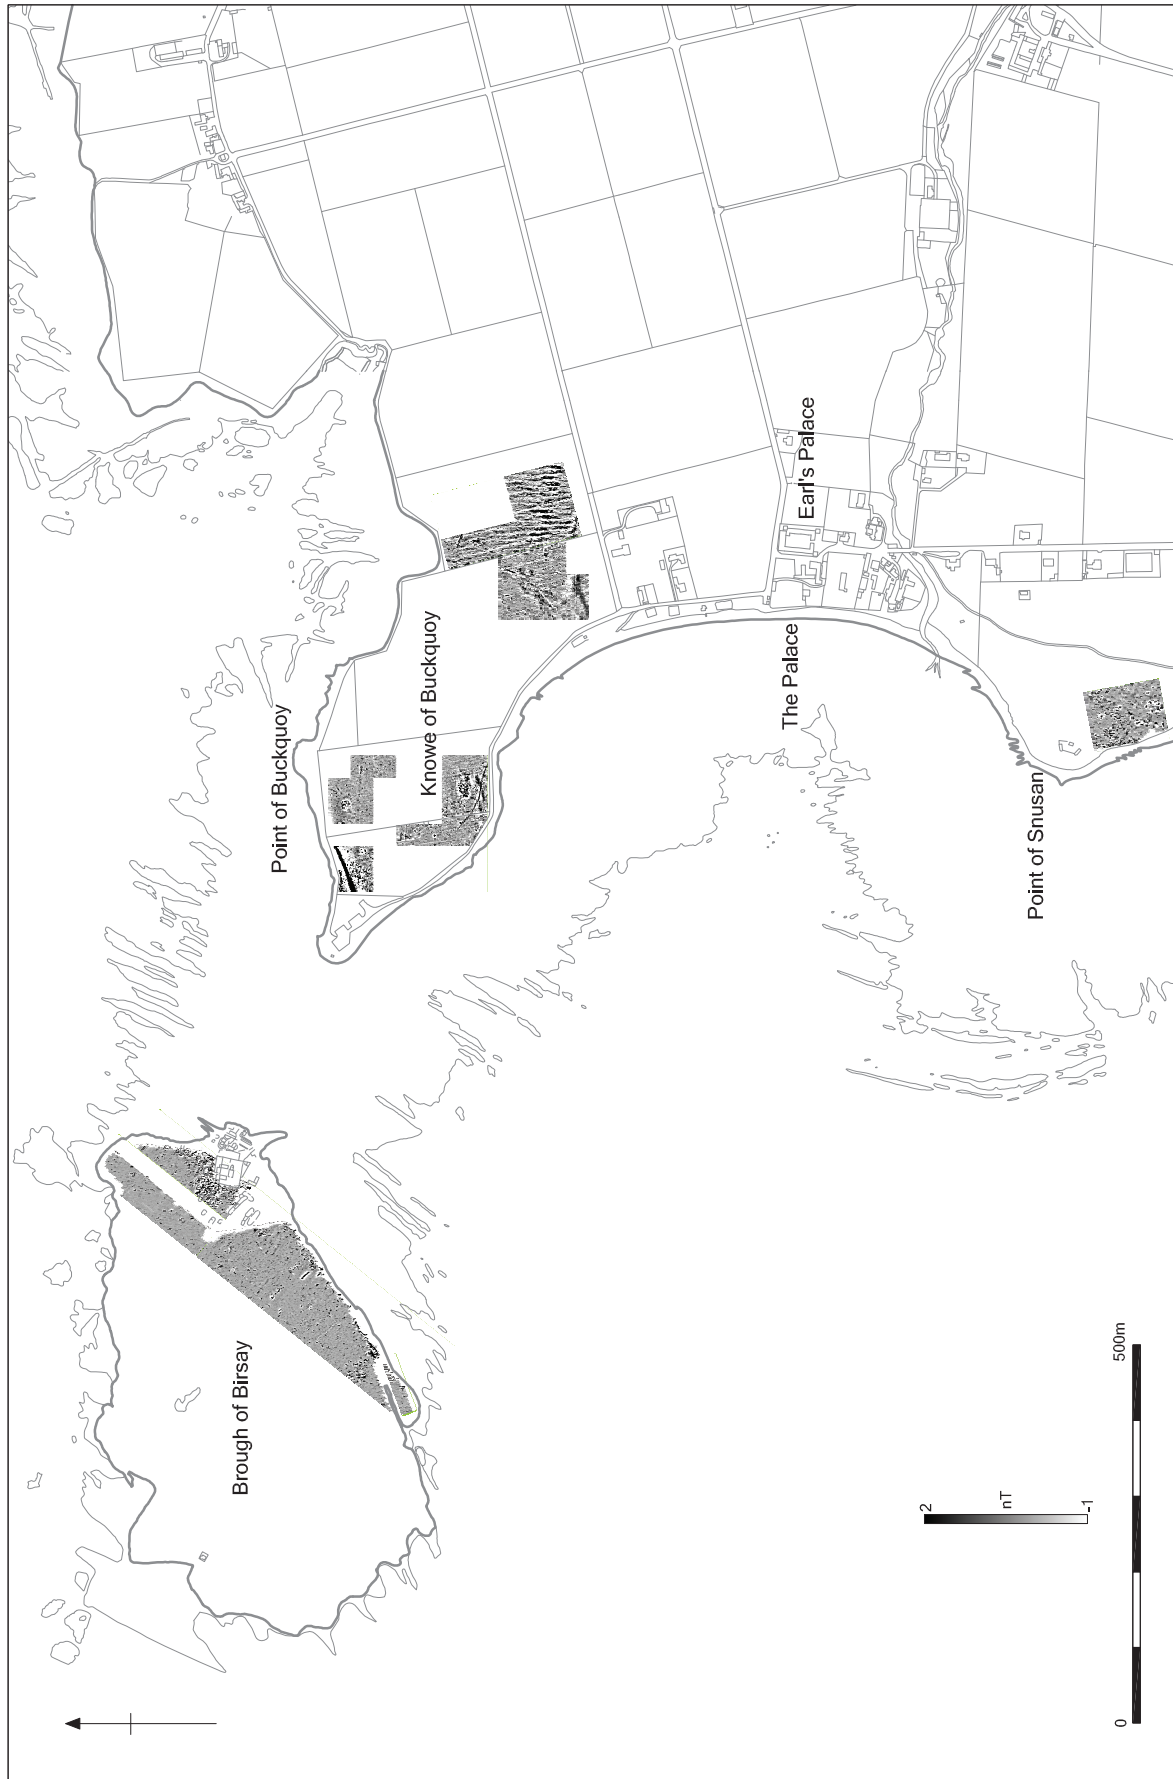 Brough of Birsay
Point of Buckquoy
Knowe of Buckquoy
Earl's Palace
The Palace
Point of Snusan
2
nT
-1
0
500m